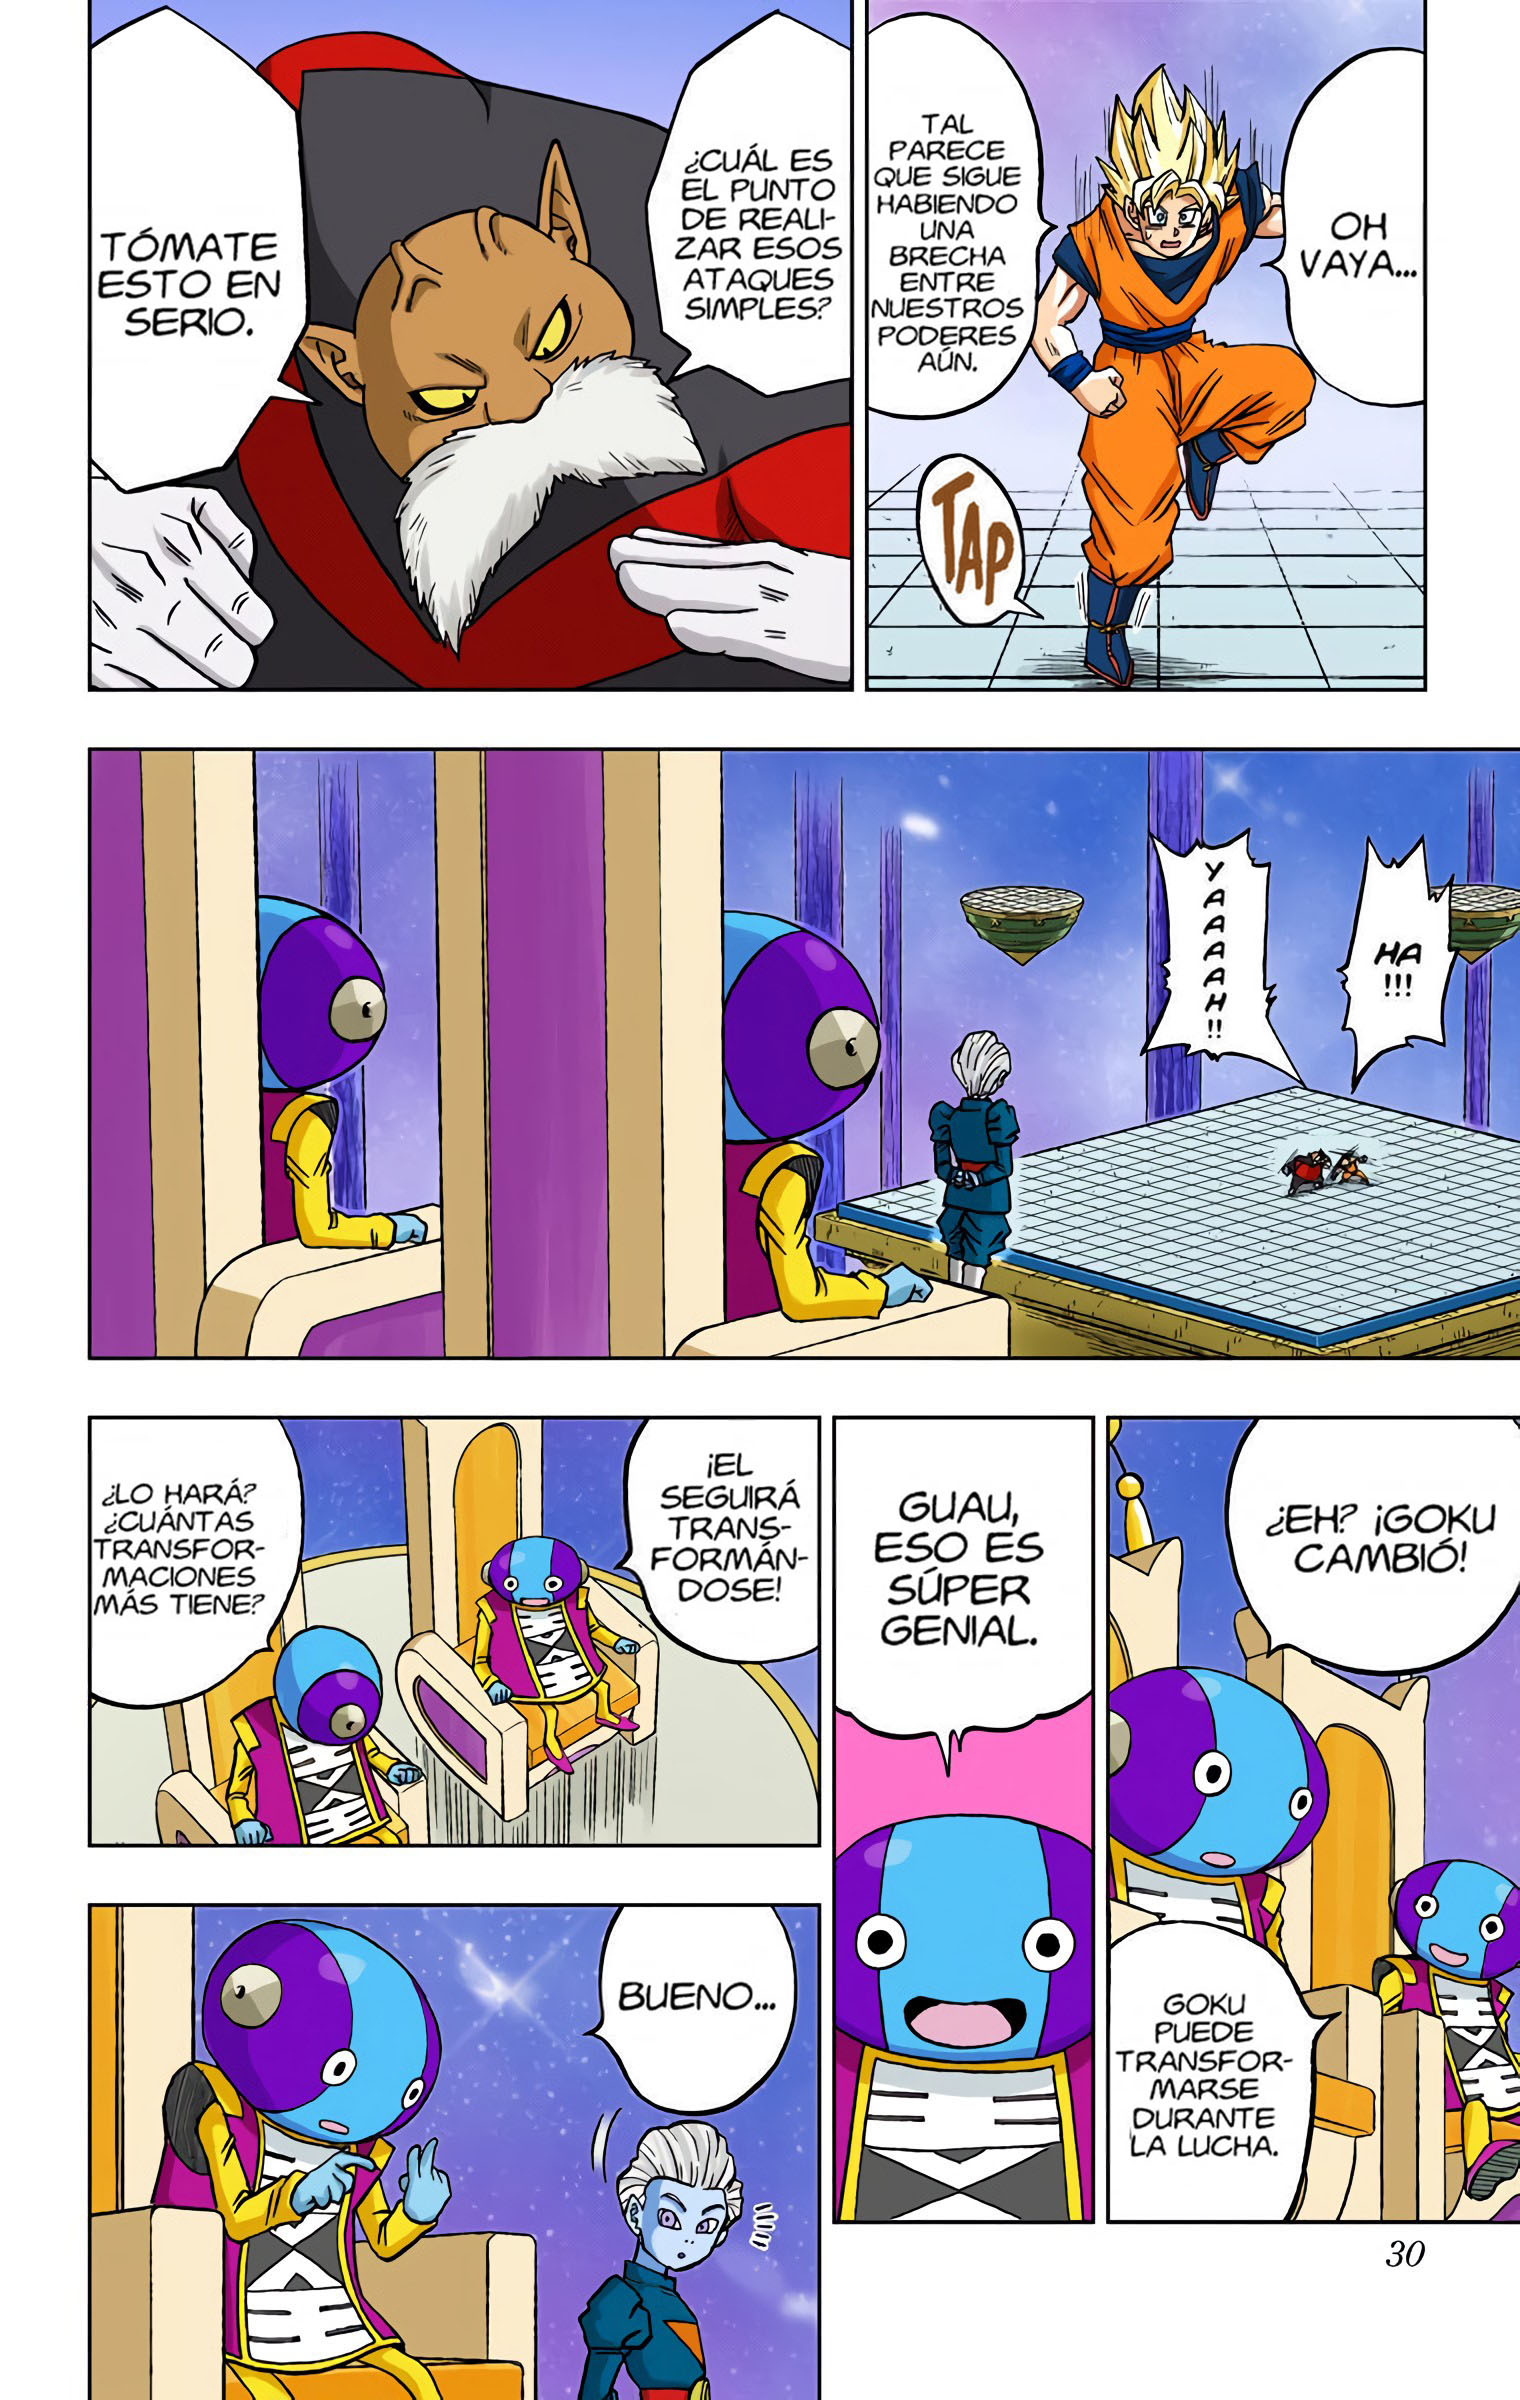 OH
VAYA...
TAL
PARECE
QUE SIGUE
HABIENDO
UNA
BRECHA
ENTRE
NUESTROS
PODERES
AÚN.
TAP
¿CUÁL ES
EL PUNTO
DE REALI-
ZAR ESOS
ATAQUES
SIMPLES?
TÓMATE
ESTO EN
SERIO.
HA
!!!
YAAAAH!!
¿EH? ¡GOKU
CAMBIÓ!
GOKU
PUEDE
TRANSFOR-
MARSE
DURANTE
LA LUCHA.
GUAU,
ESO ES
SÚPER
GENIAL.
¡EL
SEGUIRÁ
TRANS-
FORMÁN-
DOSE!
¿LO HARÁ?
¿CUÁNTAS
TRANSFOR-
MACIONES
MÁS TIENE?
BUENO...
30